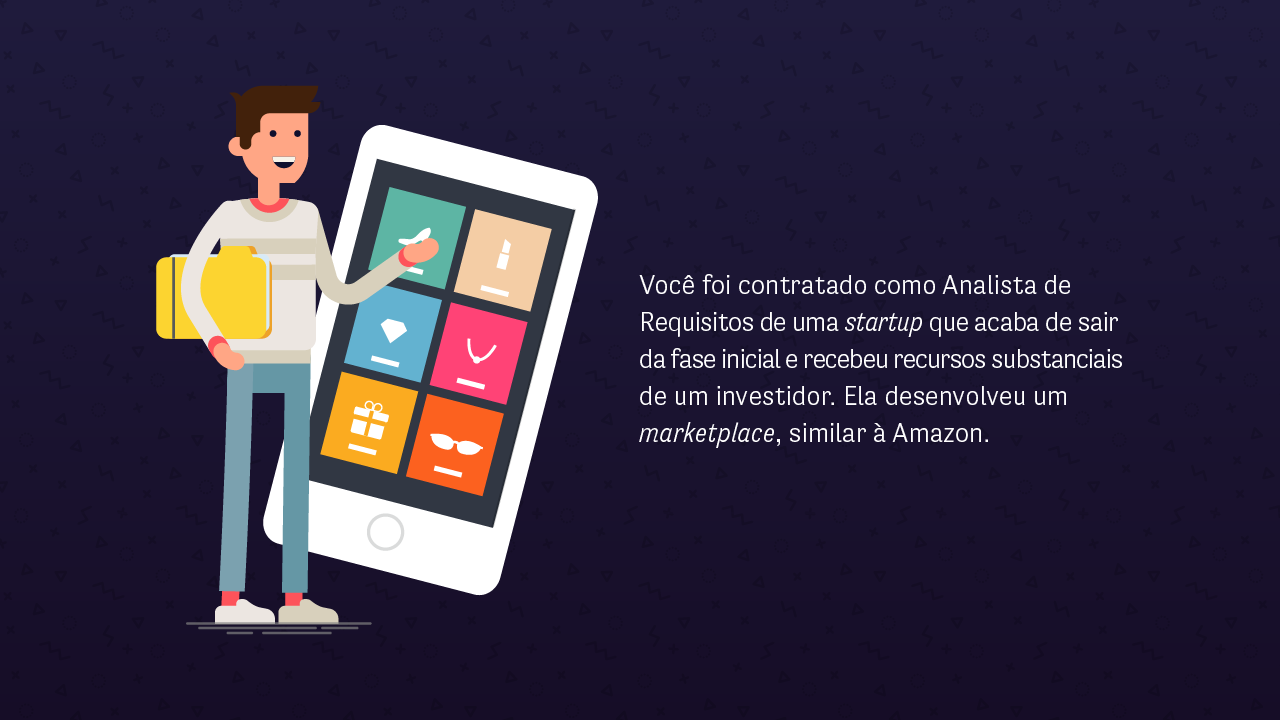 Você foi contratado como Analista de
Requisitos de uma startup que acaba de sair
da fase inicial e recebeu recursos substanciais
de um investidor. Ela desenvolveu um
marketplace, similar à Amazon.